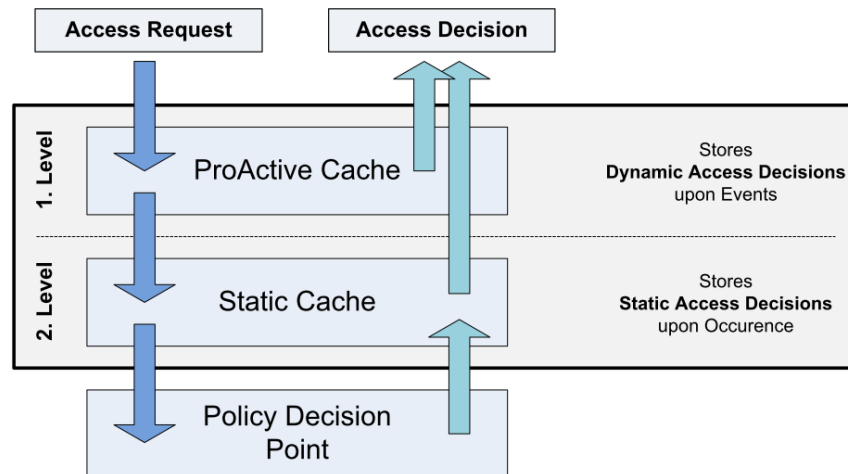 Access Request
Access Decision
1. Level
ProActive Cache
Stores
Dynamic Access Decisions
upon Events
2. Level
Static Cache
Stores
Static Access Decisions
upon Occurence
Policy Decision
Point